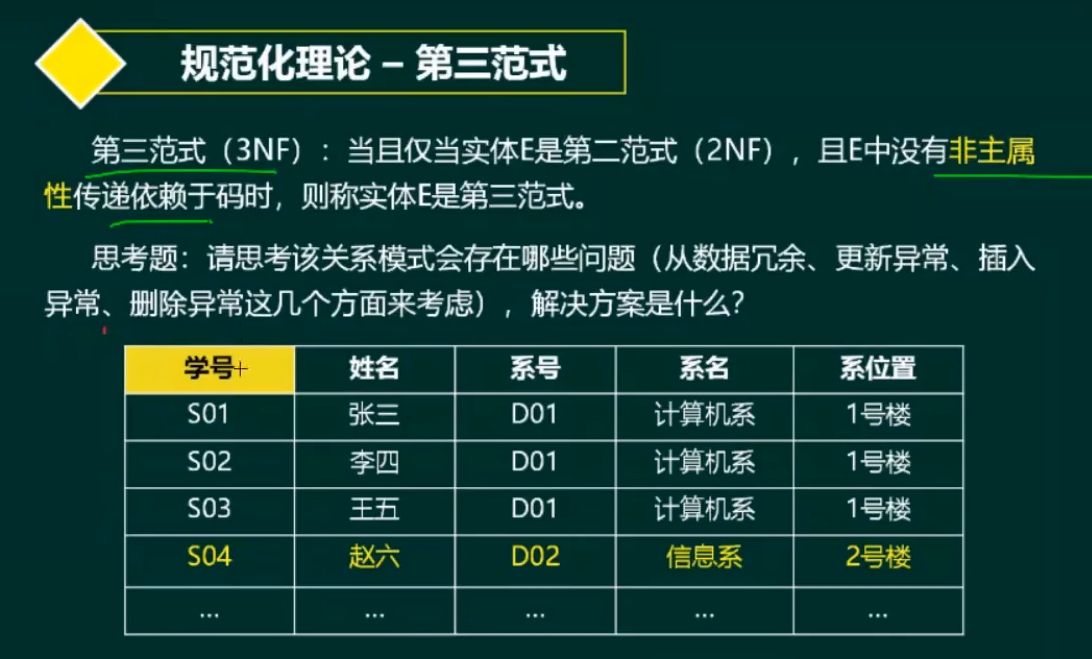 规范化理论 – 第三范式
第三范式（3NF）：当且仅当实体E是第二范式（2NF），且E中没有非主属
性传递依赖于码时，则称实体E是第三范式。
思考题：请思考该关系模式会存在哪些问题（从数据冗余、更新异常、插入
异常、删除异常这几个方面来考虑），解决方案是什么？
学号 姓名 系号 系名 系位置
S01 张三 D01 计算机系 1号楼
S02 李四 D01 计算机系 1号楼
S03 王五 D01 计算机系 1号楼
S04 赵六 D02 信息系 2号楼
... ... ... ... ...